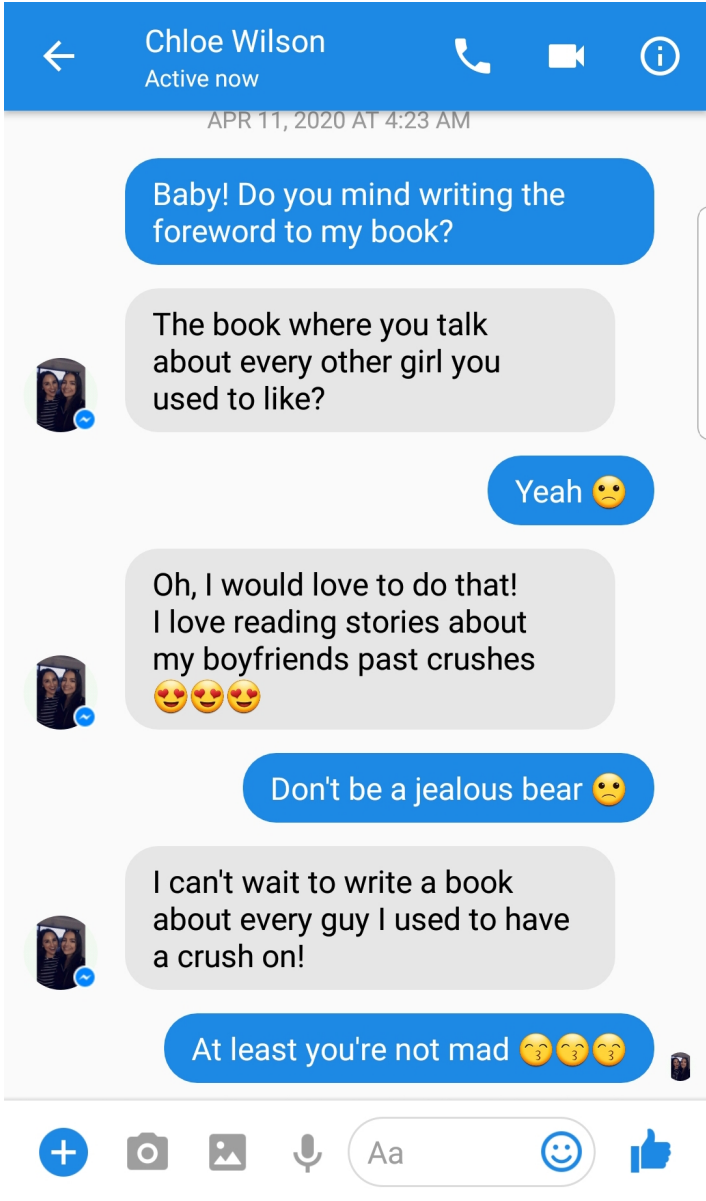 Chloe Wilson
Active now
APR 11, 2020 AT 4:23 AM
Baby! Do you mind writing the
foreword to my book?
The book where you talk
about every other girl you
used to like?
Yeah 🙁
Oh, I would love to do that!
I love reading stories about
my boyfriends past crushes
😍😍😍
Don't be a jealous bear 🙁
I can't wait to write a book
about every guy I used to have
a crush on!
At least you're not mad 😙😙😙
Aa